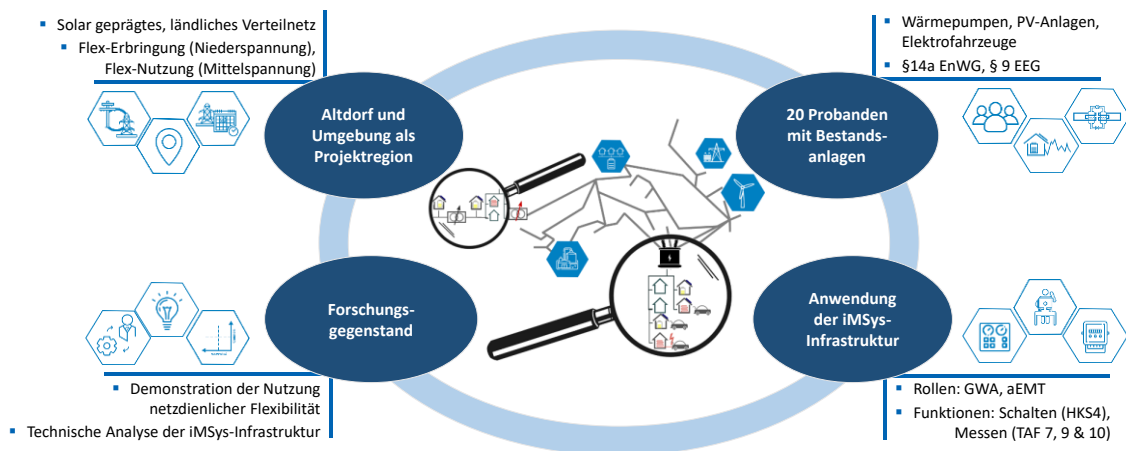 Solar geprägtes, ländliches Verteilnetz
Flex-Erbringung (Niederspannung),
Flex-Nutzung (Mittelspannung)
Altdorf und
Umgebung als
Projektregion
Wärmepumpen, PV-Anlagen,
Elektrofahrzeuge
§14a EnWG, § 9 EEG
20 Probanden
mit Bestands-
anlagen
Forschungs-
gegenstand
Demonstration der Nutzung
netzdienlicher Flexibilität
Technische Analyse der iMSys-Infrastruktur
Anwendung
der iMSys-
Infrastruktur
Rollen: GWA, aEMT
Funktionen: Schalten (HKS4),
Messen (TAF 7, 9 & 10)